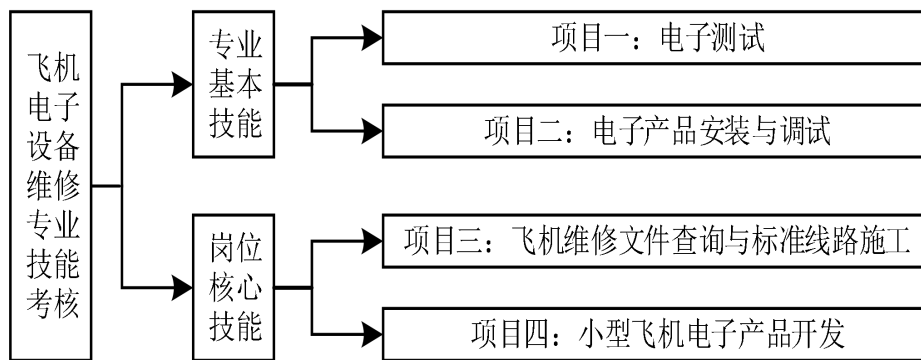 飞机
电子
设备
维修
专业
技能
考核
专业
基本
技能
项目一：电子测试
项目二：电子产品安装与调试
岗位
核心
技能
项目三：飞机维修文件查询与标准线路施工
项目四：小型飞机电子产品开发